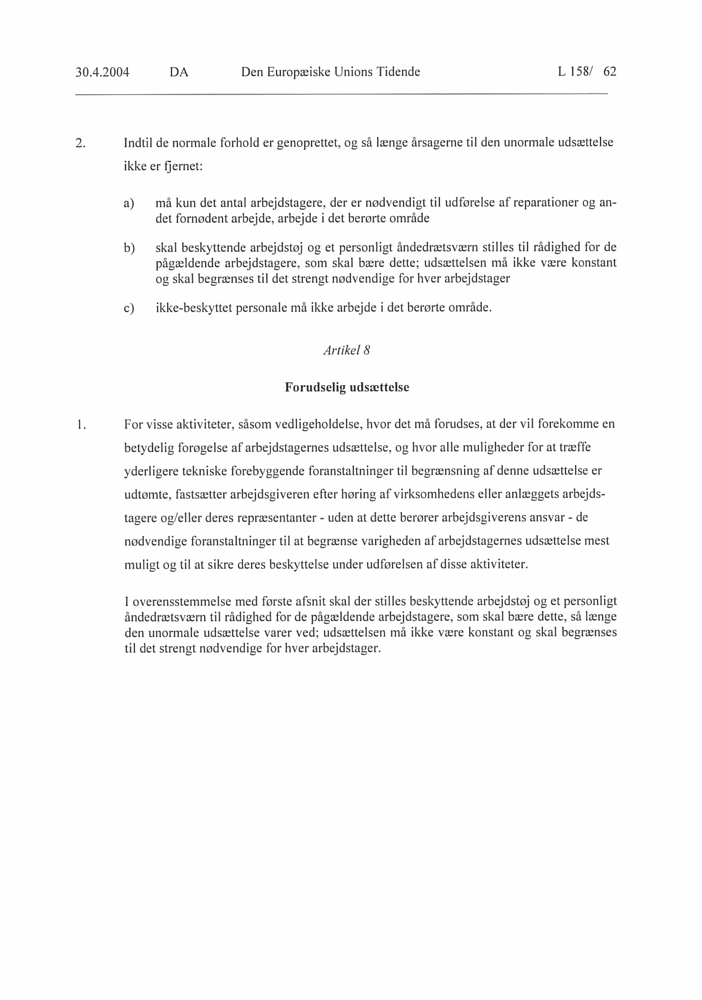 30.4.2004 DA Den Europæiske Unions Tidende L 158/ 62
2. Indtil de normale forhold er genoprettet, og så længe årsagerne til den unormale udsættelse
ikke er fjernet:
a) må kun det antal arbejdstagere, der er nødvendigt til udførelse af reparationer og an-
det fornødent arbejde, arbejde i det berørte område
b) skal beskyttende arbejdstøj og et personligt åndedrætsværn stilles til rådighed for de
pågældende arbejdstagere, som skal bære dette; udsættelsen må ikke være konstant
og skal begrænses til det strengt nødvendige for hver arbejdstager
c) ikke-beskyttet personale må ikke arbejde i det berørte område.
Artikel 8
Forudselig udsættelse
1. For visse aktiviteter, såsom vedligeholdelse, hvor det må forudses, at der vil forekomme en
betydelig forøgelse af arbejdstagernes udsættelse, og hvor alle muligheder for at træffe
yderligere tekniske forebyggende foranstaltninger til begrænsning af denne udsættelse er
udtømte, fastsætter arbejdsgiveren efter høring af virksomhedens eller anlæggets arbejds-
tagere og/eller deres repræsentanter - uden at dette berører arbejdsgiverens ansvar - de
nødvendige foranstaltninger til at begrænse varigheden af arbejdstagernes udsættelse mest
muligt og til at sikre deres beskyttelse under udførelsen af disse aktiviteter.
I overensstemmelse med første afsnit skal der stilles beskyttende arbejdstøj og et personligt
åndedrætsværn til rådighed for de pågældende arbejdstagere, som skal bære dette, så længe
den unormale udsættelse varer ved; udsættelsen må ikke være konstant og skal begrænses
til det strengt nødvendige for hver arbejdstager.